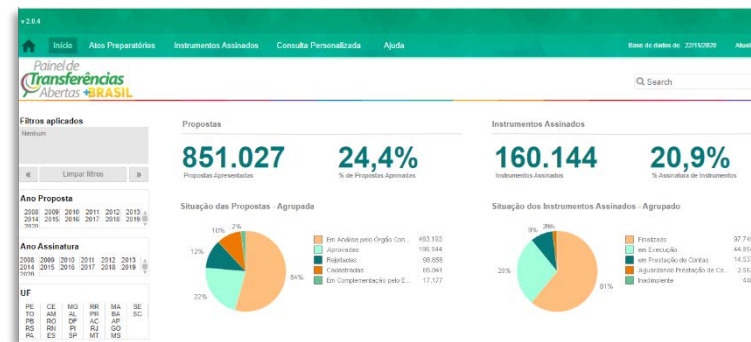 v 2.0.4
Início Atos Preparatórios Instrumentos Assinados Consulta Personalizada Ajuda Base de dados de 22/11/2020
Painel de
Transferências
Abertas +BRASIL
Search
Filtros aplicados
Nenhum
« Limpar filtros »
Ano Proposta
2008 2009 2010 2011 2012 2013
2014 2015 2016 2017 2018 2019
2020
Ano Assinatura
2008 2009 2010 2011 2012 2013
2014 2015 2016 2017 2018 2019
2020
UF
PE CE MG RR MA SE
TO AM AL PR BA SC
PB RO DF AC AP
RS RN PI RJ GO
PA ES SP MT MS
Propostas
851.027 24,4%
Propostas Apresentadas % de Propostas Aprovadas
Situação das Propostas - Agrupada
10% 2%
12%
22%
54%
Em Análise pelo Órgão Con...
Aprovadas
Rejeitadas
Cadastradas
Em Complementação pelo E... 17.177
Instrumentos Assinados
160.144 20,9%
Instrumentos Assinados % Assinatura de Instrumentos
Situação dos Instrumentos Assinados - Agrupado
9%
61%
Finalizado
em Execução
em Prestação de Contas
Aguardando Prestação de Co...
Inadimplente